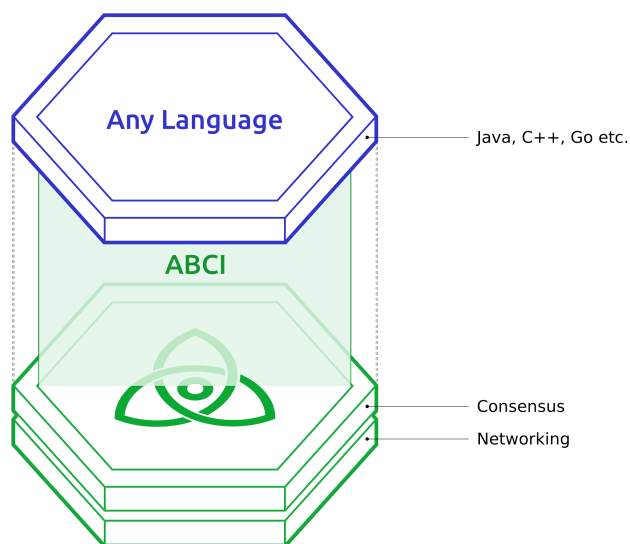 Any Language
Java, C++, Go etc.
ABCI
Consensus
Networking